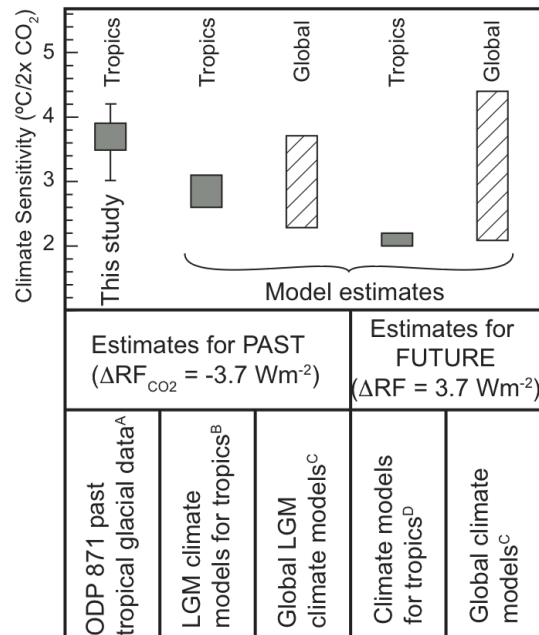 Climate Sensitivity (ºC/2x CO₂)
5
4
3
2
Tropics
Tropics
Global
Tropics
Global
This study
Model estimates
Estimates for PAST
(ΔRF_CO2 = -3.7 Wm⁻²)
Estimates for
FUTURE
(ΔRF = 3.7 Wm⁻²)
ODP 871 past
tropical glacial dataᴬ
LGM climate
models for tropicsᴮ
Global LGM
climate modelsᶜ
Climate models
for tropicsᴰ
Global climate
modelsᶜ